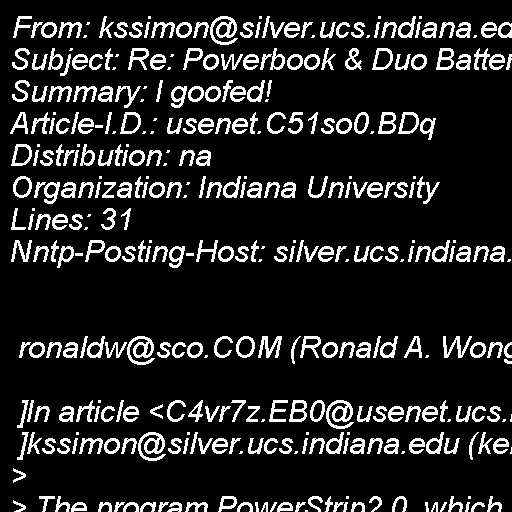 From: kssimon@silver.ucs.indiana.ed
Subject: Re: Powerbook & Duo Batter
Summary: I goofed!
Article-I.D.: usenet.C51so0.BDq
Distribution: na
Organization: Indiana University
Lines: 31
Nntp-Posting-Host: silver.ucs.indiana.
ronaldw@sco.COM (Ronald A. Wong
]In article <C4vr7z.EB0@usenet.ucs.
]kssimon@silver.ucs.indiana.edu (ke
>
> The program PowerStrip2.0, which